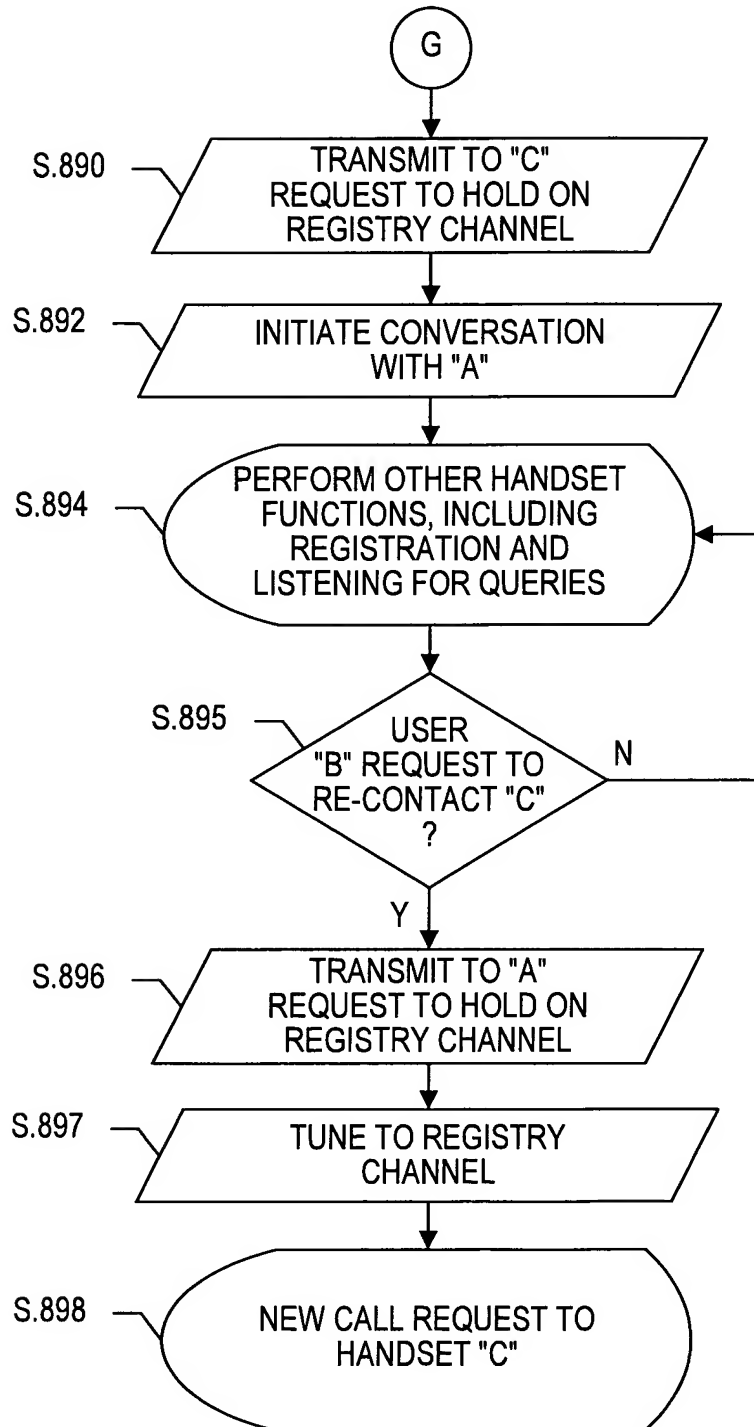 G
S.890
TRANSMIT TO "C"
REQUEST TO HOLD ON
REGISTRY CHANNEL
S.892
INITIATE CONVERSATION
WITH "A"
S.894
PERFORM OTHER HANDSET
FUNCTIONS, INCLUDING
REGISTRATION AND
LISTENING FOR QUERIES
S.895
USER
"B" REQUEST TO
RE-CONTACT "C"
?
N
Y
S.896
TRANSMIT TO "A"
REQUEST TO HOLD ON
REGISTRY CHANNEL
S.897
TUNE TO REGISTRY
CHANNEL
S.898
NEW CALL REQUEST TO
HANDSET "C"